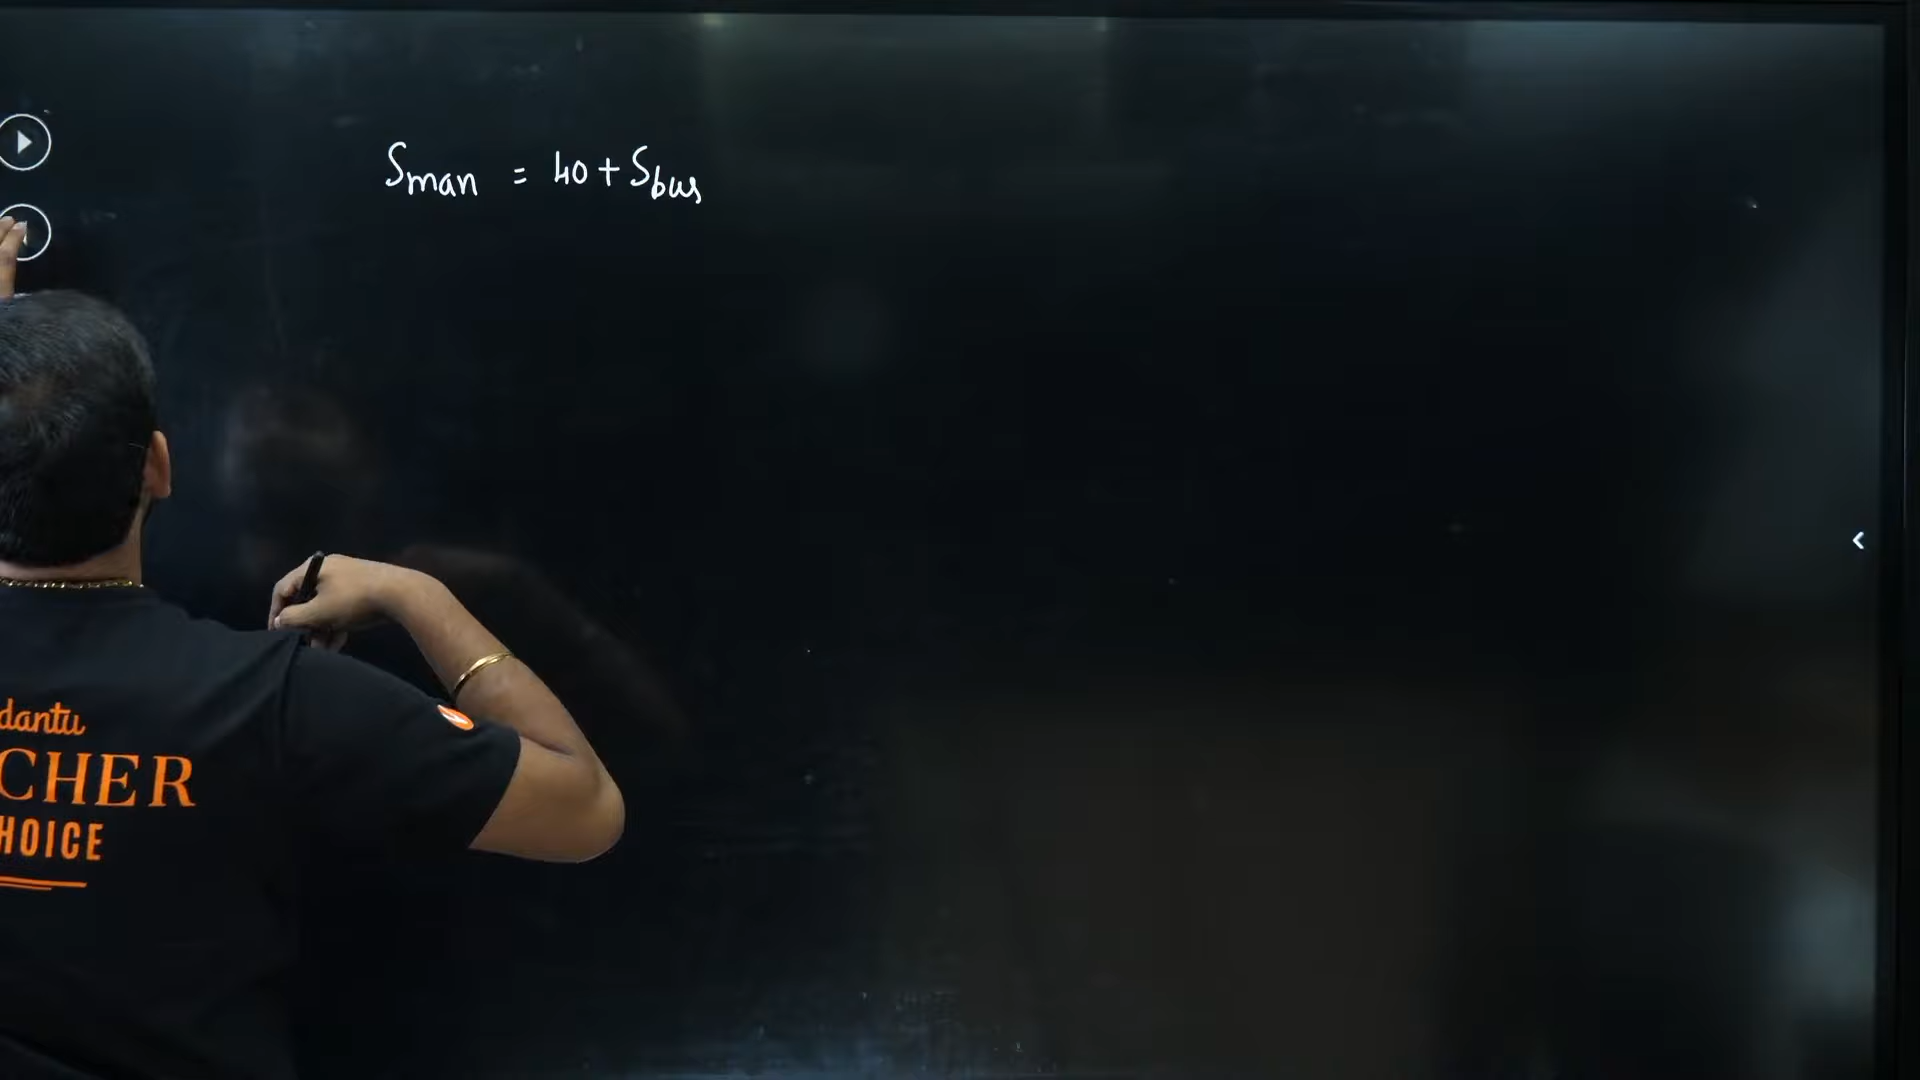 Sman = 40 + Sbus
dantu
CHER
HOICE